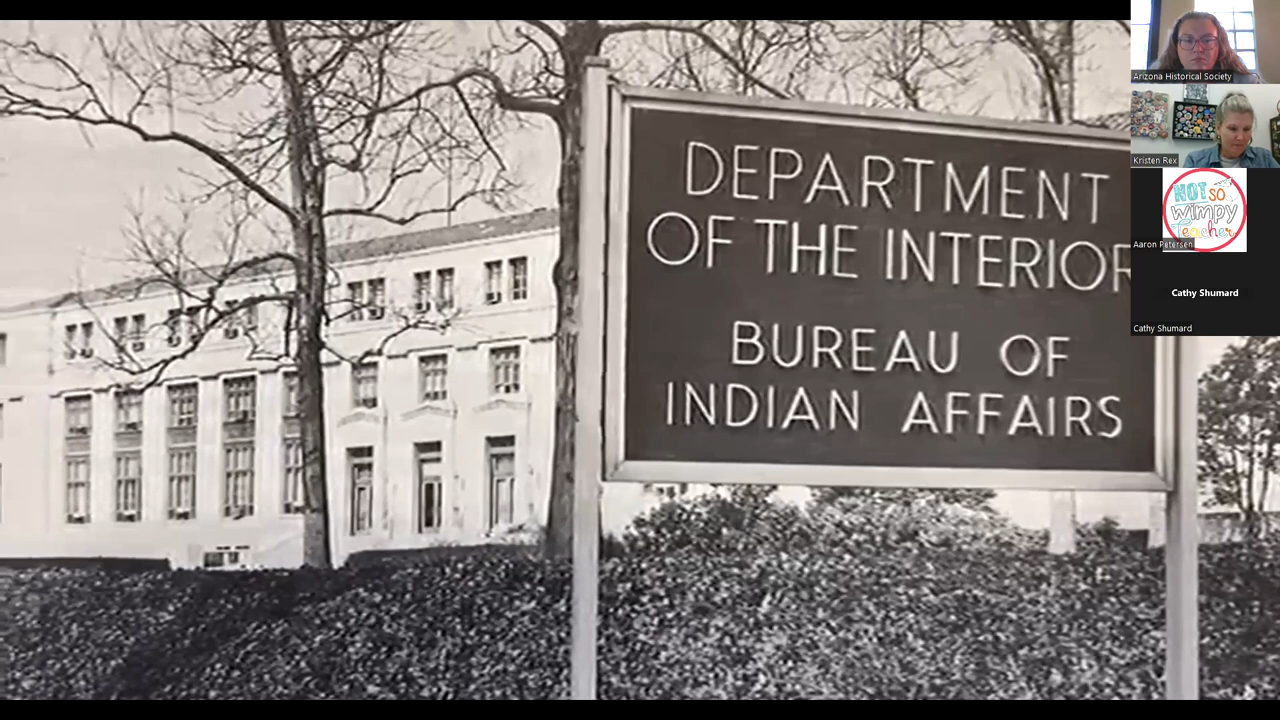 DEPARTMENT
OF THE INTERIOR
BUREAU OF
INDIAN AFFAIRS
Arizona Historical Society
Kristen Rex
NOT SO
wimpy
Teacher
Aaron Petersen
Cathy Shumard
Cathy Shumard